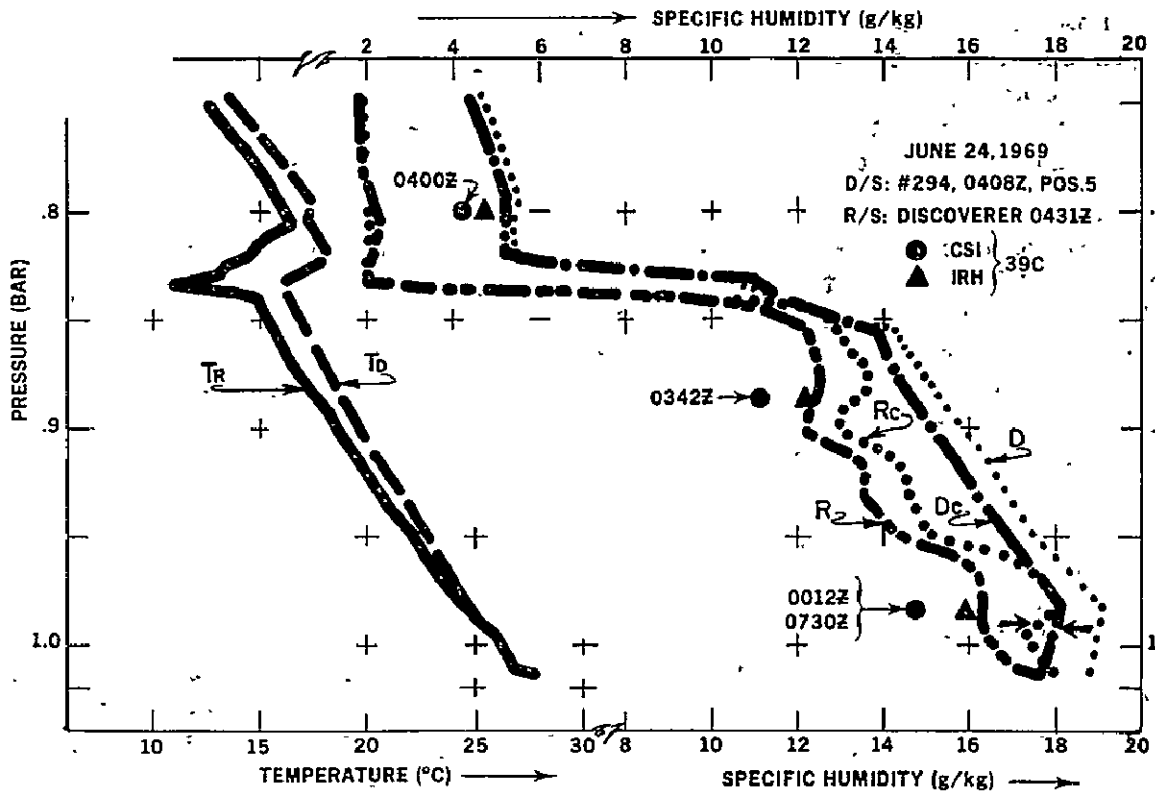 SPECIFIC HUMIDITY (g/kg)
2 4 6 8 10 12 14 16 18 20
JUNE 24, 1969
D/S: #294, 0408Z, POS.5
R/S: DISCOVERER 0431Z
CSI
IRH
39C
0400Z
.8
PRESSURE (BAR)
TR
TD
0342Z
Rc
D
.9
R
Dc
0012Z
0730Z
1.0
1
10 15 20 25 30 8 10 12 14 16 18 20
TEMPERATURE (°C)
SPECIFIC HUMIDITY (g/kg)